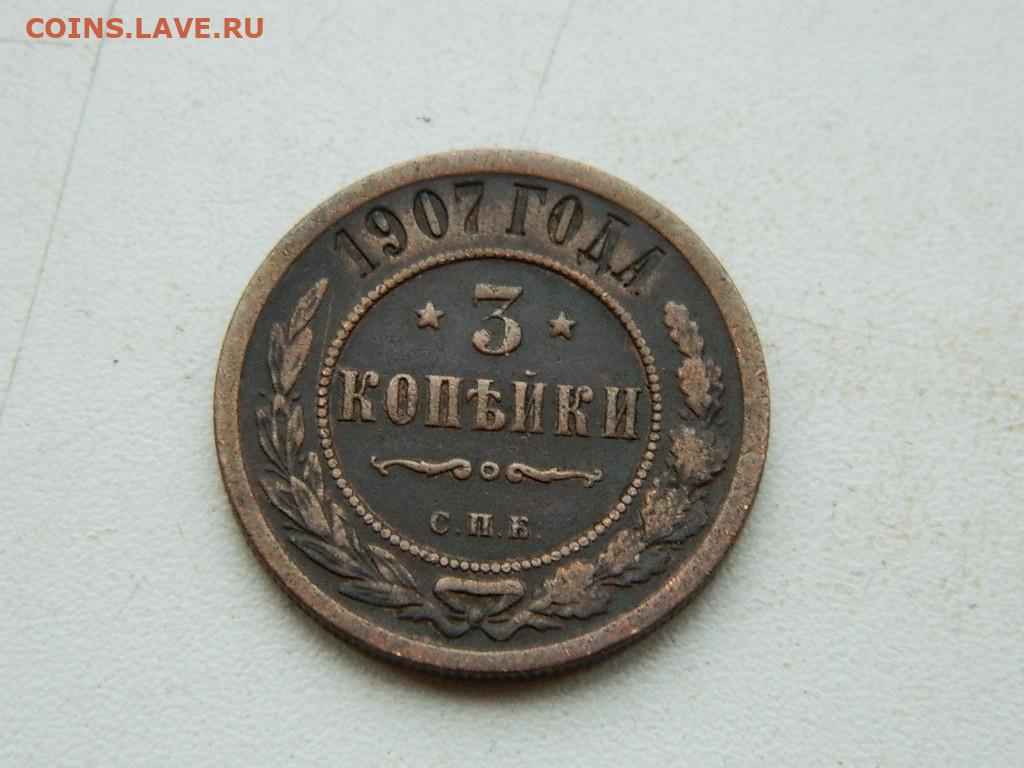 COINS.LAVE.RU
1907 ГОДА
3
КОПѢЙКИ
С.П.Б.